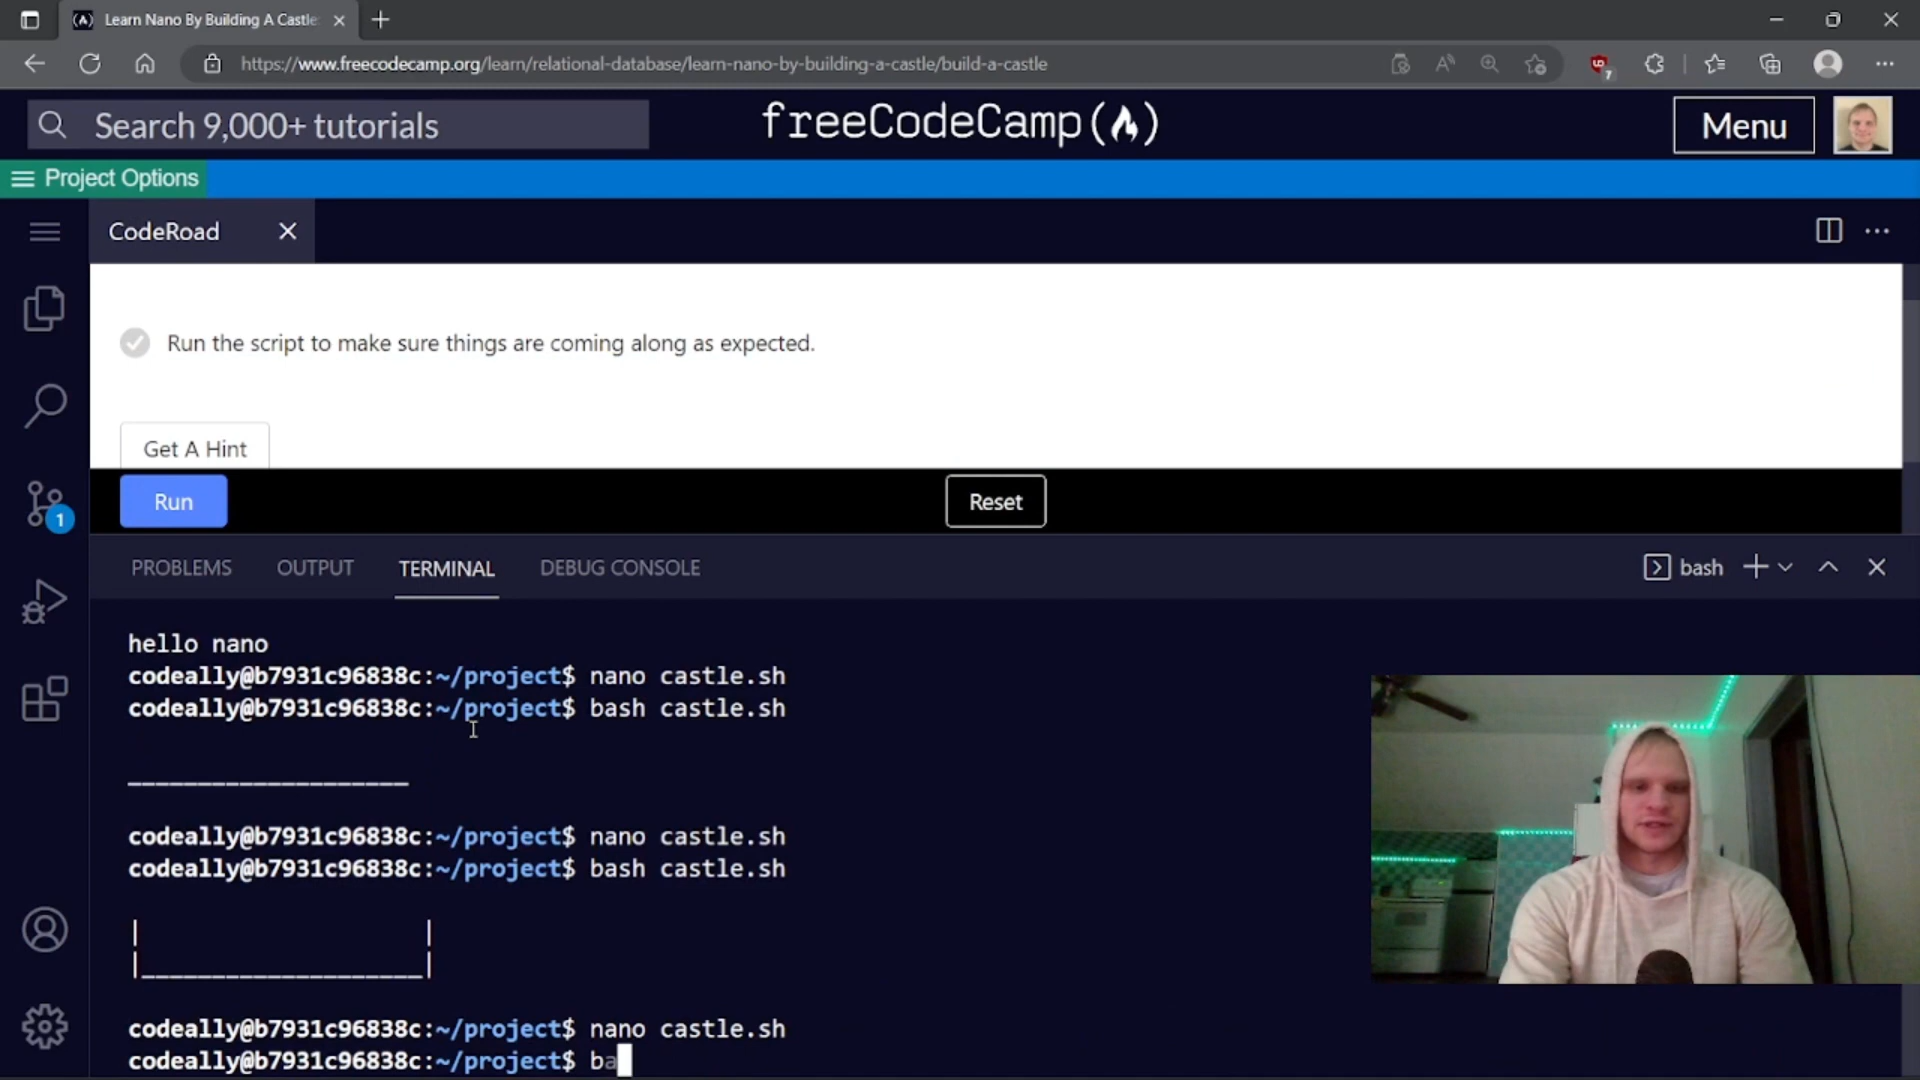 Learn Nano By Building A Castle
https://www.freecodecamp.org/learn/relational-database/learn-nano-by-building-a-castle/build-a-castle
7
Search 9,000+ tutorials
freeCodeCamp(🔥)
Menu
Project Options
CodeRoad
Run the script to make sure things are coming along as expected.
Get A Hint
Run
Reset
1
PROBLEMS OUTPUT TERMINAL DEBUG CONSOLE
bash
hello nano
codeally@b7931c96838c:~/project$ nano castle.sh
codeally@b7931c96838c:~/project$ bash castle.sh
____________________
codeally@b7931c96838c:~/project$ nano castle.sh
codeally@b7931c96838c:~/project$ bash castle.sh
|                    |
|____________________|
codeally@b7931c96838c:~/project$ nano castle.sh
codeally@b7931c96838c:~/project$ ba